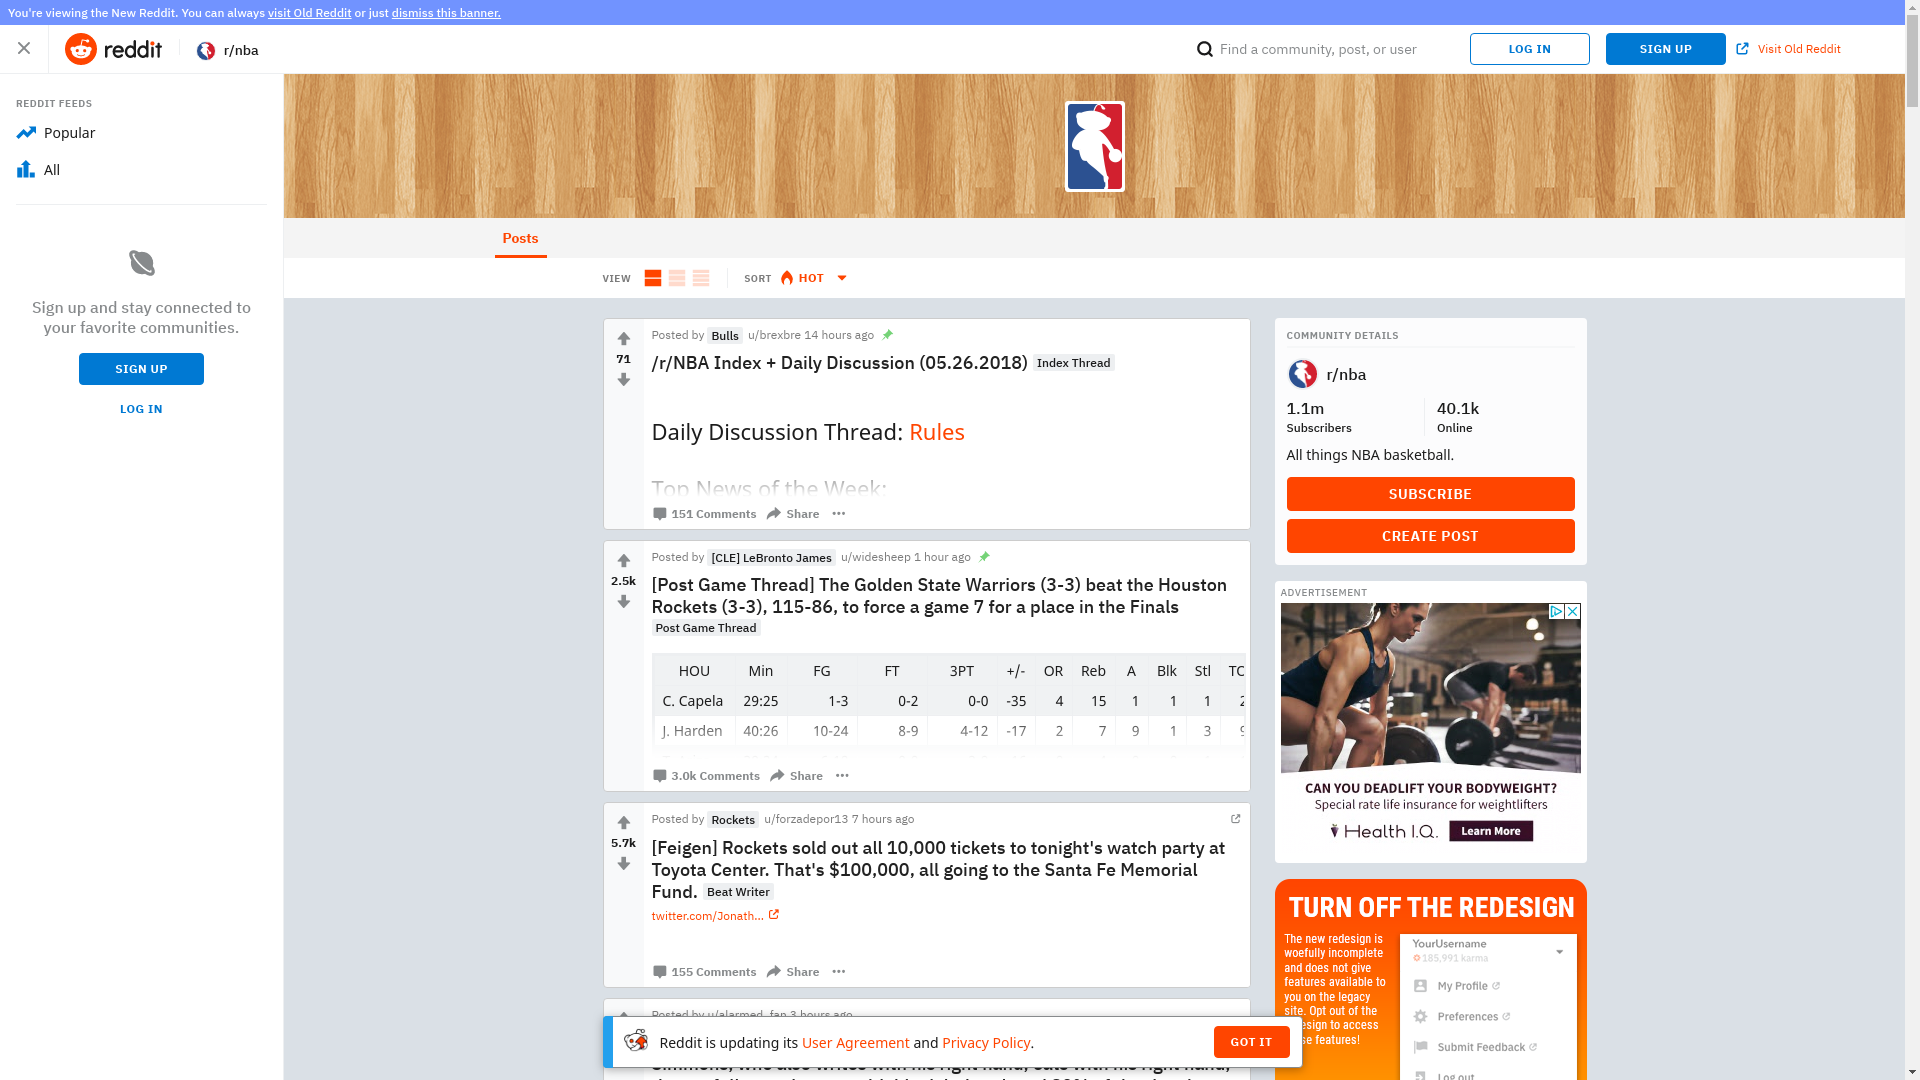 You're viewing the New Reddit. You can always visit Old Reddit or just dismiss this banner.
reddit
r/nba
Find a community, post, or user
LOG IN
SIGN UP
Visit Old Reddit
REDDIT FEEDS
Popular
All
Sign up and stay connected to
your favorite communities.
SIGN UP
LOG IN
Posts
VIEW
SORT
HOT
71
Posted by Bulls u/brexbre 14 hours ago
/r/NBA Index + Daily Discussion (05.26.2018) Index Thread
Daily Discussion Thread: Rules
Top News of the Week:
151 Comments Share
2.5k
Posted by [CLE] LeBronto James u/widesheep 1 hour ago
[Post Game Thread] The Golden State Warriors (3-3) beat the Houston
Rockets (3-3), 115-86, to force a game 7 for a place in the Finals
Post Game Thread
HOU Min FG FT 3PT +/- OR Reb A Blk Stl TO
C. Capela 29:25 1-3 0-2 0-0 -35 4 15 1 1 1 2
J. Harden 40:26 10-24 8-9 4-12 -17 2 7 9 1 3 9
3.0k Comments Share
5.7k
Posted by Rockets u/forzadepor13 7 hours ago
[Feigen] Rockets sold out all 10,000 tickets to tonight's watch party at
Toyota Center. That's $100,000, all going to the Santa Fe Memorial
Fund. Beat Writer
twitter.com/Jonath...
155 Comments Share
Posted by u/alarmed_fan 3 hours ago
Reddit is updating its User Agreement and Privacy Policy.
GOT IT
COMMUNITY DETAILS
r/nba
1.1m
Subscribers
40.1k
Online
All things NBA basketball.
SUBSCRIBE
CREATE POST
ADVERTISEMENT
CAN YOU DEADLIFT YOUR BODYWEIGHT?
Special rate life insurance for weightlifters
Health I.Q.
Learn More
TURN OFF THE REDESIGN
The new redesign is
woefully incomplete
and does not give
features available to
you on the legacy
site. Opt out of the
esign to access
se features!
YourUsername
185,991 karma
My Profile
Preferences
Submit Feedback
Log out